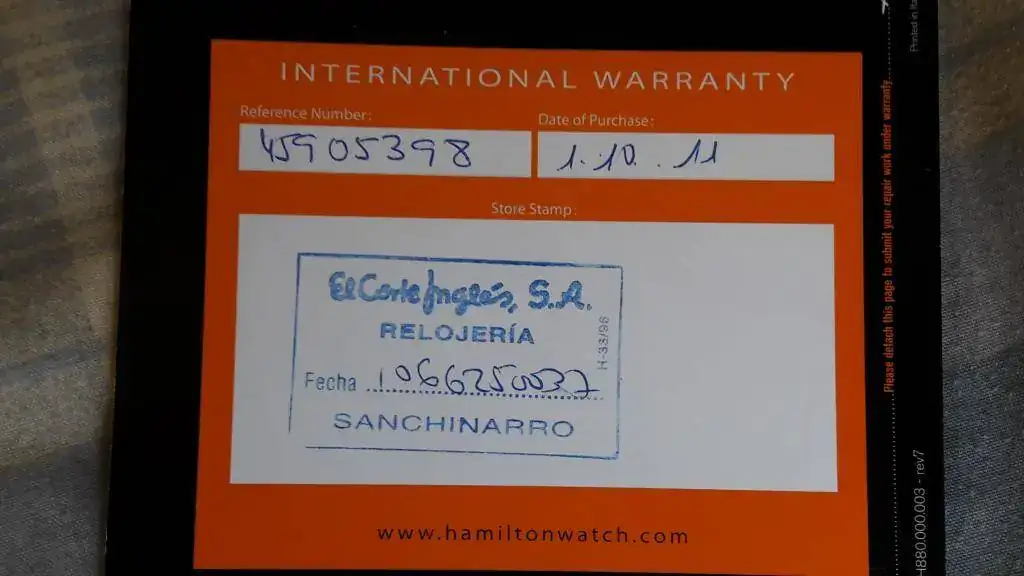 INTERNATIONAL WARRANTY
Reference Number:
45905398
Date of Purchase:
1.10.11
Store Stamp:
El Corte Inglés, S.A.
RELOJERÍA
H-33/96
Fecha 1066250037
SANCHINARRO
www.hamiltonwatch.com
Please detach this page to submit your repair work under warranty
Printed in
H880.000.003 - rev7